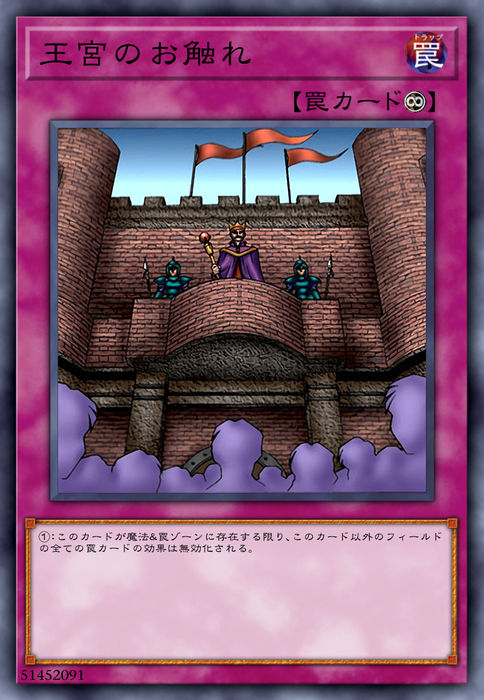 王宮のお触れ
トラップ
罠
【罠カード】
①:このカードが魔法&罠ゾーンに存在する限り、このカード以外のフィールド
の全ての罠カードの効果は無効化される。
51452091